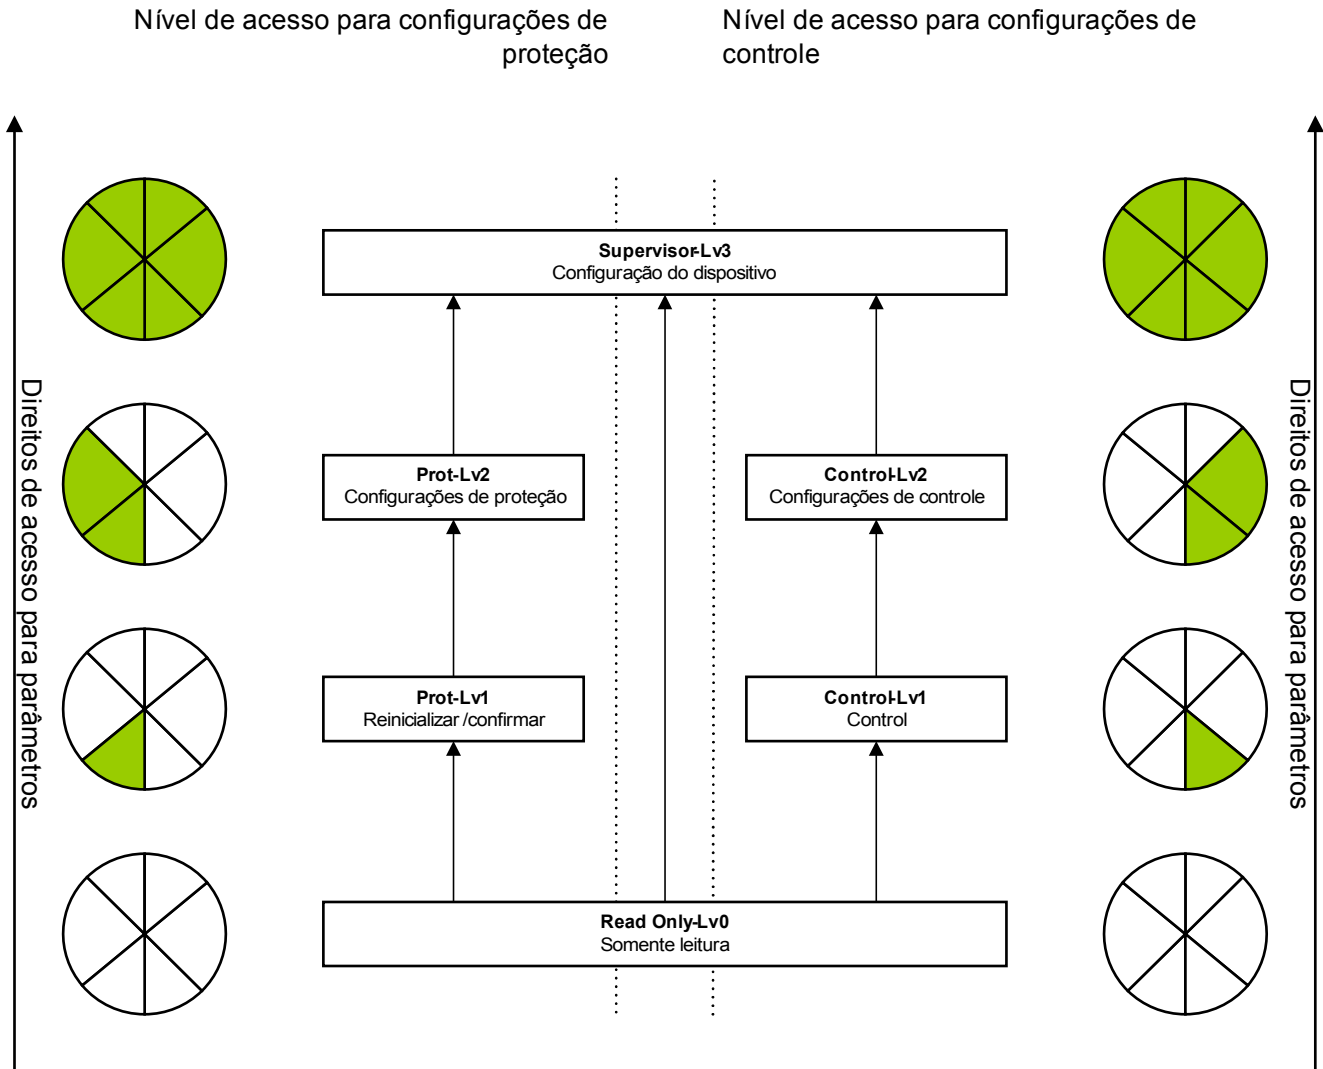 Nível de acesso para configurações de
proteção
Nível de acesso para configurações de
controle
Supervisor-Lv3
Configuração do dispositivo
Direitos de acesso para parâmetros
Direitos de acesso para parâmetros
Prot-Lv2
Configurações de proteção
Control-Lv2
Configurações de controle
Prot-Lv1
Reinicializar /confirmar
Control-Lv1
Control
Read Only-Lv0
Somente leitura